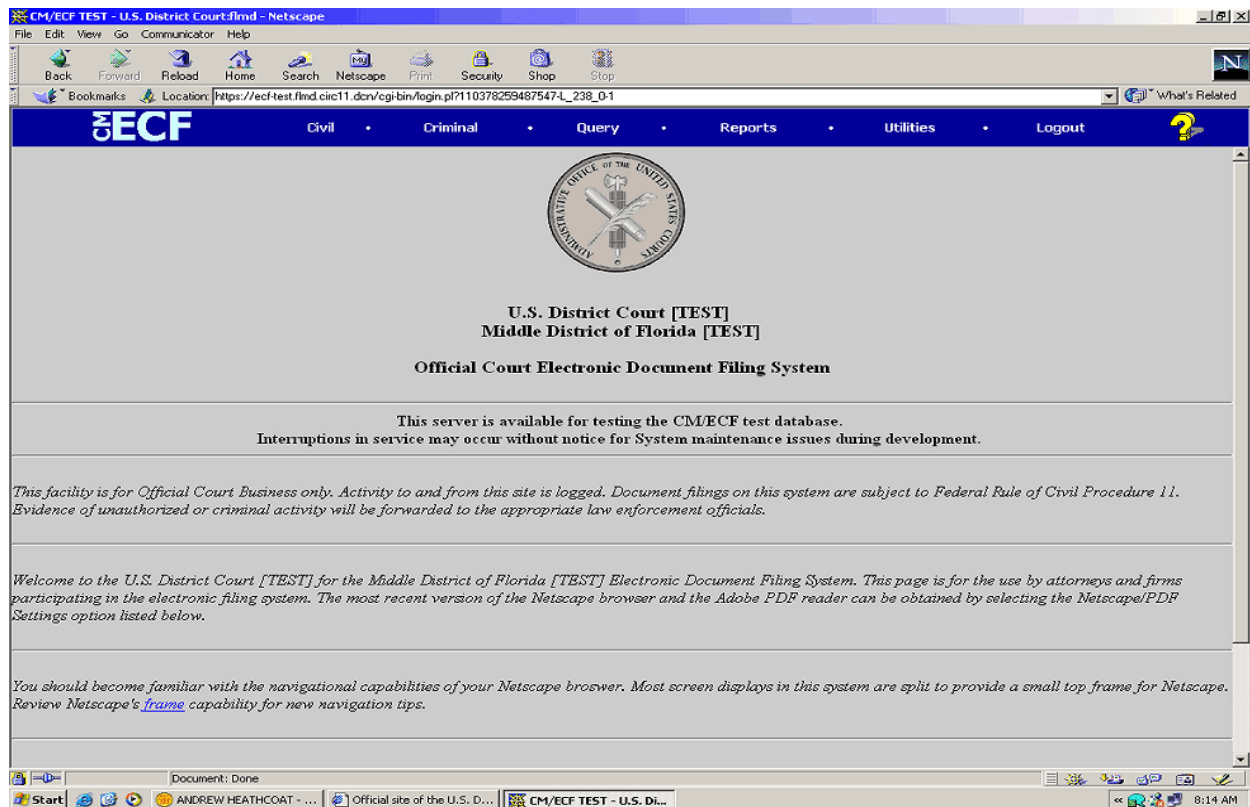 CM/ECF TEST - U.S. District Court:flmd - Netscape
File Edit View Go Communicator Help
Back Forward Reload Home Search Netscape Print Security Shop Stop
My
N
Bookmarks Location: https://ecf-test.flmd.circ11.dcn/cgi-bin/login.pl?110378259487547-L_238_0-1 What's Related
CM ECF Civil • Criminal • Query • Reports • Utilities • Logout ?
ADMINISTRATIVE OFFICE OF THE UNITED STATES COURTS
U.S. District Court [TEST]
Middle District of Florida [TEST]
Official Court Electronic Document Filing System
This server is available for testing the CM/ECF test database.
Interruptions in service may occur without notice for System maintenance issues during development.
This facility is for Official Court Business only. Activity to and from this site is logged. Document filings on this system are subject to Federal Rule of Civil Procedure 11.
Evidence of unauthorized or criminal activity will be forwarded to the appropriate law enforcement officials.
Welcome to the U.S. District Court [TEST] for the Middle District of Florida [TEST] Electronic Document Filing System. This page is for the use by attorneys and firms
participating in the electronic filing system. The most recent version of the Netscape browser and the Adobe PDF reader can be obtained by selecting the Netscape/PDF
Settings option listed below.
You should become familiar with the navigational capabilities of your Netscape broswer. Most screen displays in this system are split to provide a small top frame for Netscape.
Review Netscape's frame capability for new navigation tips.
Document: Done
Start ANDREW HEATHCOAT - ... Official site of the U.S. D... CM/ECF TEST - U.S. Di... « 8:14 AM